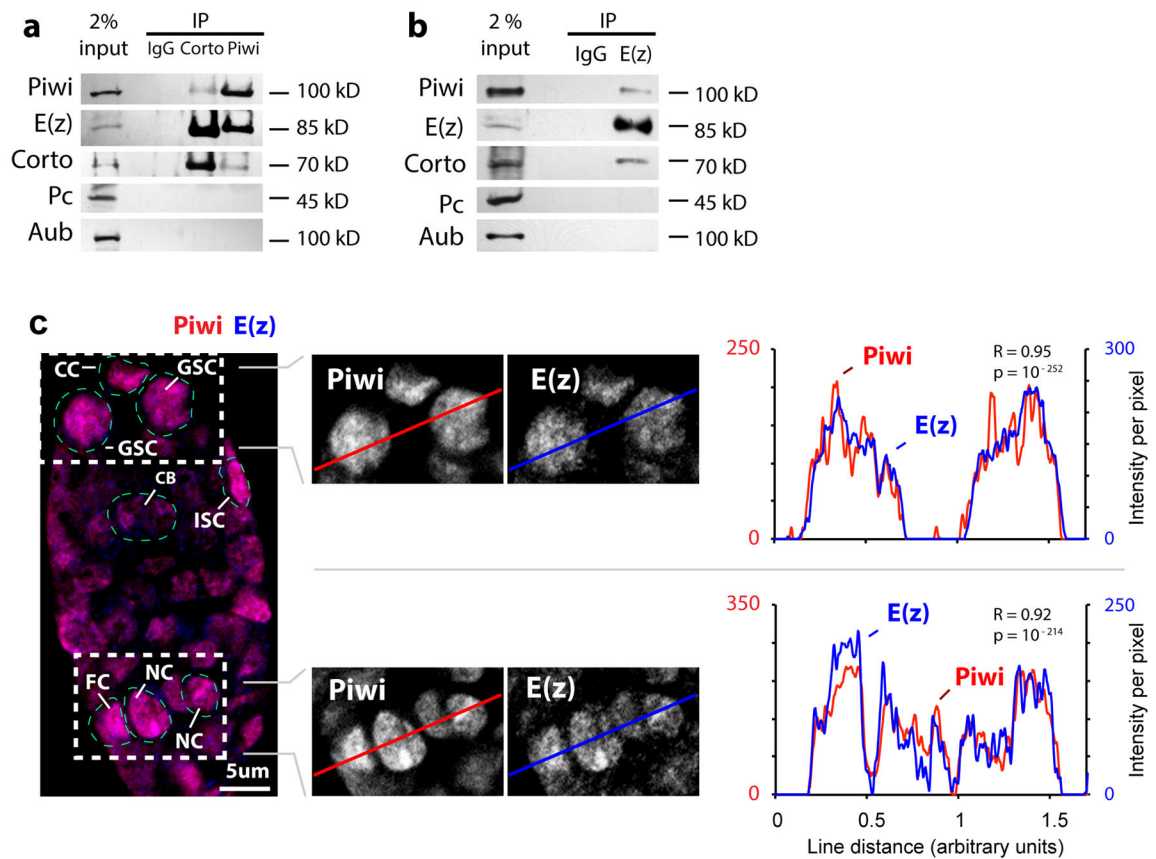 a
2% input
IP
IgG Corto Piwi
Piwi
100 kD
E(z)
85 kD
Corto
70 kD
Pc
45 kD
Aub
100 kD
b
2 % input
IP
IgG E(z)
Piwi
100 kD
E(z)
85 kD
Corto
70 kD
Pc
45 kD
Aub
100 kD
c
Piwi E(z)
CC
GSC
GSC
CB
ISC
FC
NC
NC
5um
Piwi
E(z)
250
300
Piwi
R = 0.95
p = 10-252
E(z)
0
0
Intensity per pixel
Piwi
E(z)
350
250
E(z)
R = 0.92
p = 10-214
Piwi
0
0
Intensity per pixel
0 0.5 1 1.5
Line distance (arbitrary units)